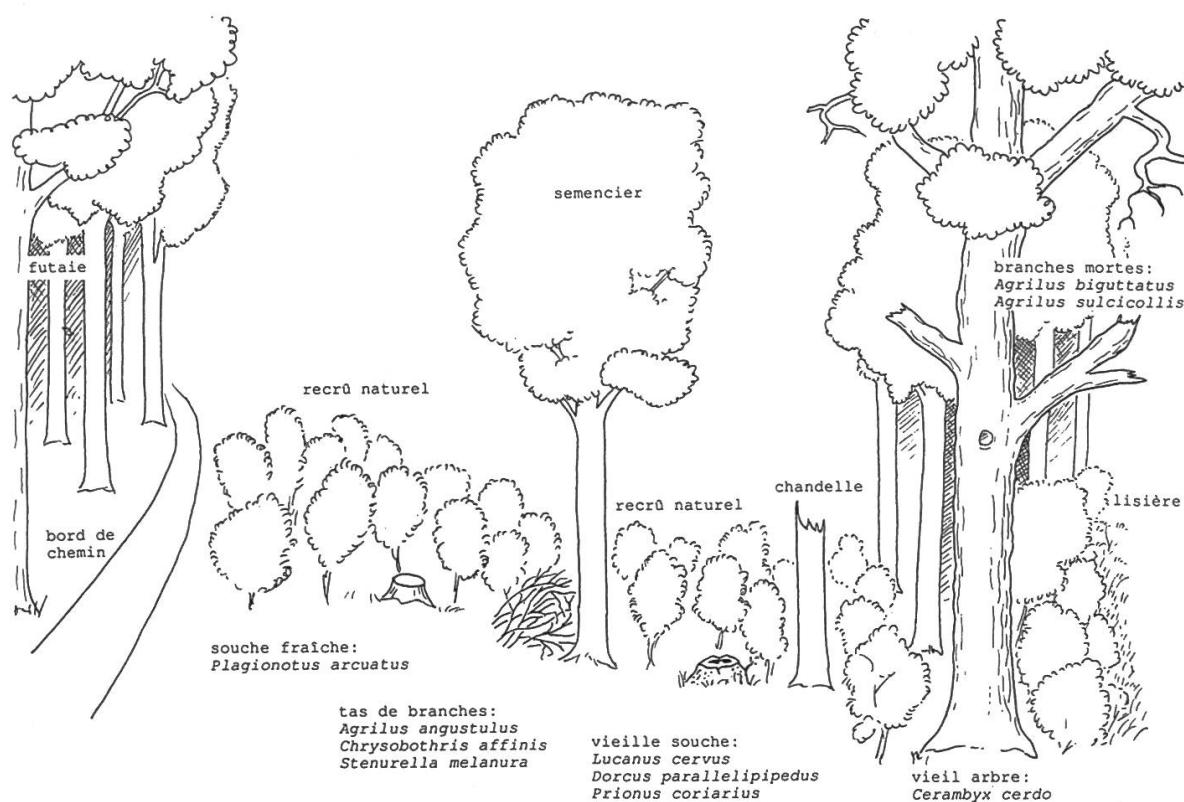 semencier
futaie
branches mortes:
Agrilus biguttatus
Agrilus sulcicollis
recrû naturel
bord de
chemin
recrû naturel
chandelle
lisière
souche fraîche:
Plagionotus arcuatus
tas de branches:
Agrilus angustulus
Chrysobothris affinis
Stenurella melanura
vieille souche:
Lucanus cervus
Dorcus parallelipipedus
Prionus coriarius
vieil arbre:
Cerambyx cerdo